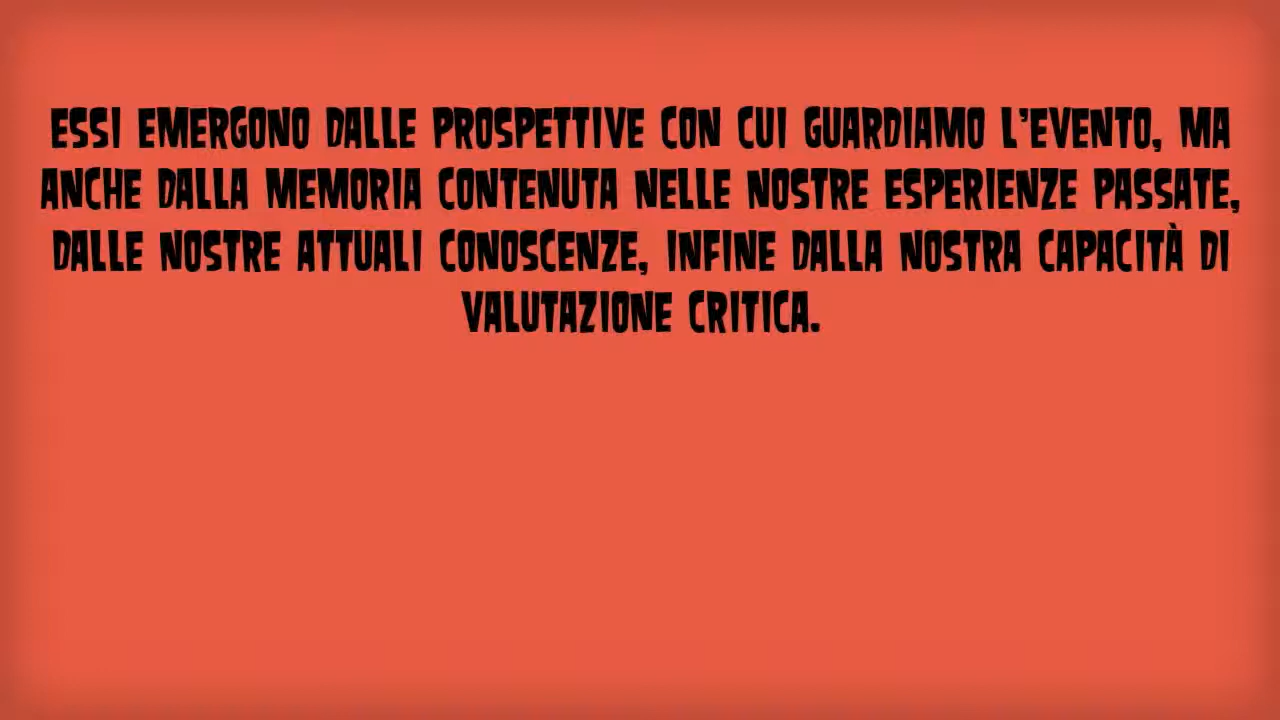 ESSI EMERGONO DALLE PROSPETTIVE CON CUI GUARDIAMO L'EVENTO, MA
ANCHE DALLA MEMORIA CONTENUTA NELLE NOSTRE ESPERIENZE PASSATE,
DALLE NOSTRE ATTUALI CONOSCENZE, INFINE DALLA NOSTRA CAPACITÀ DI
VALUTAZIONE CRITICA.